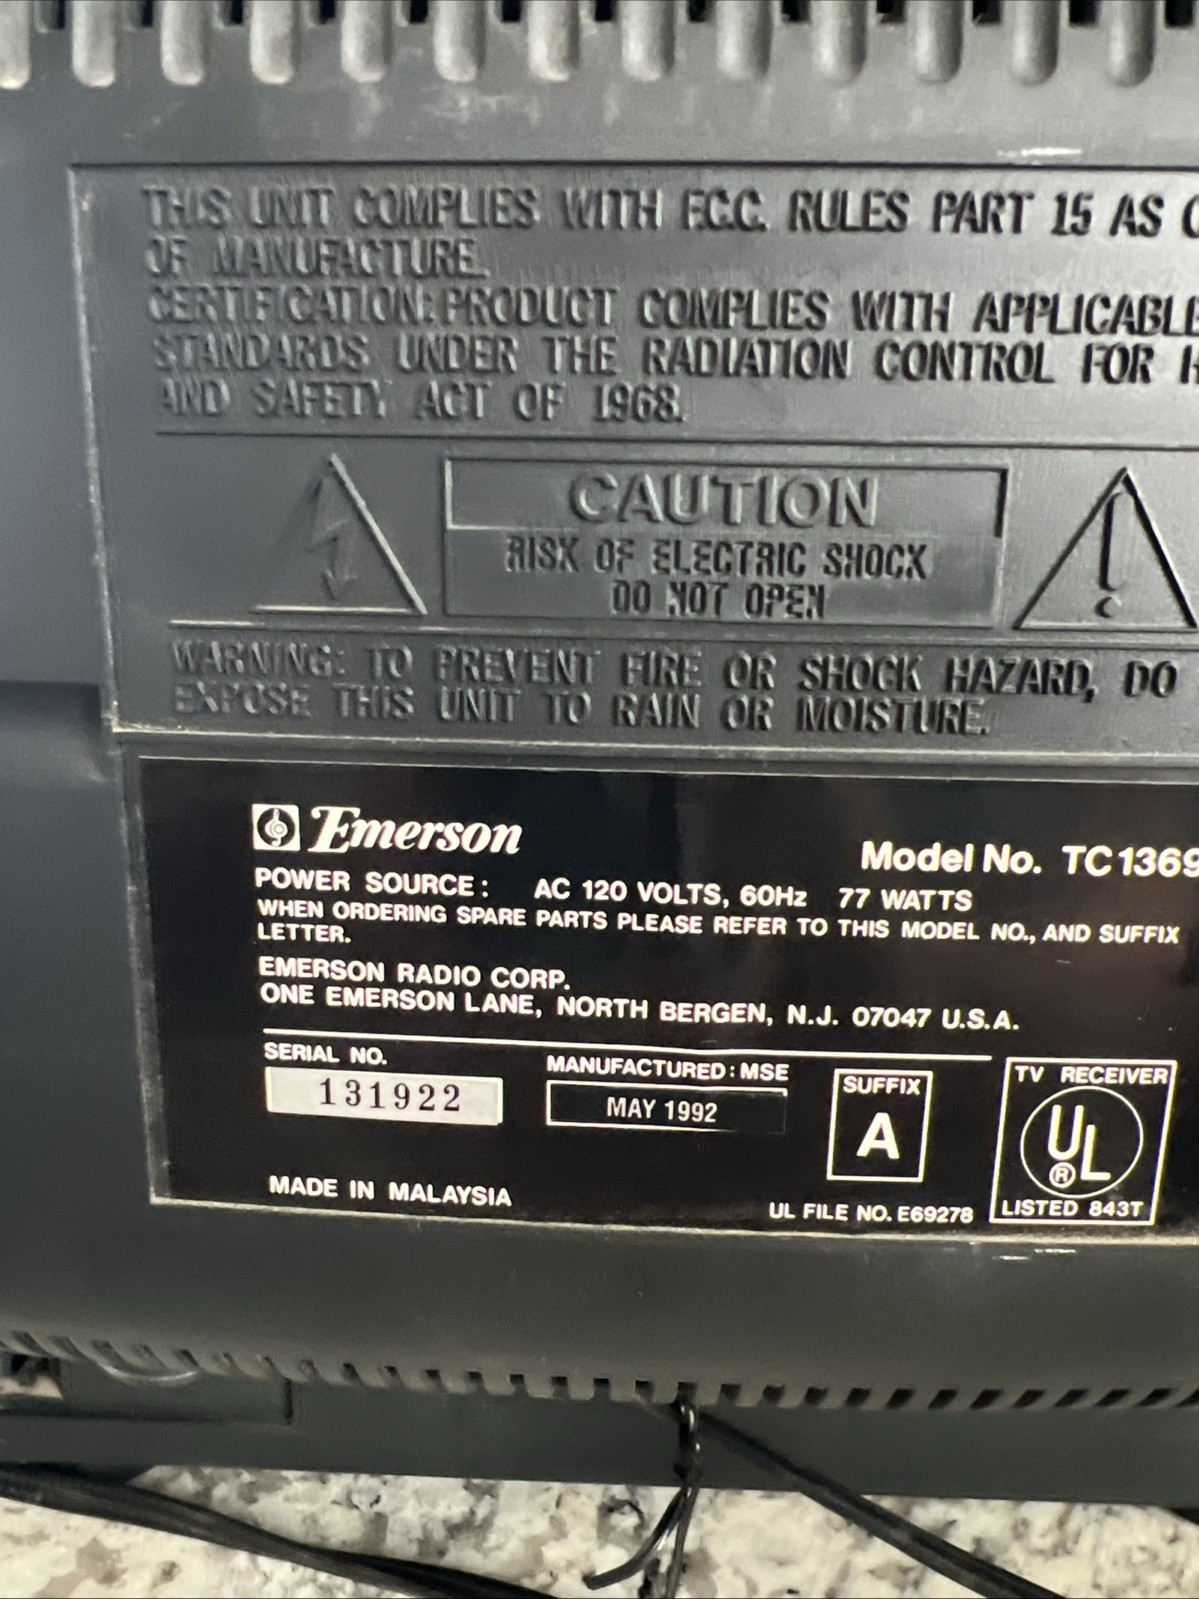 THIS UNIT COMPLIES WITH F.C.C. RULES PART 15 AS
OF MANUFACTURE.
CERTIFICATION: PRODUCT COMPLIES WITH APPLICABLE
STANDARDS UNDER THE RADIATION CONTROL FOR
AND SAFETY ACT OF 1968.
CAUTION
RISK OF ELECTRIC SHOCK
DO NOT OPEN
WARNING: TO PREVENT FIRE OR SHOCK HAZARD, DO
EXPOSE THIS UNIT TO RAIN OR MOISTURE.
Emerson
Model No. TC1369
POWER SOURCE: AC 120 VOLTS, 60Hz 77 WATTS
WHEN ORDERING SPARE PARTS PLEASE REFER TO THIS MODEL NO., AND SUFFIX
LETTER.
EMERSON RADIO CORP.
ONE EMERSON LANE, NORTH BERGEN, N.J. 07047 U.S.A.
SERIAL NO.
131922
MANUFACTURED: MSE
MAY 1992
SUFFIX
A
TV RECEIVER
UL ®
LISTED 843T
MADE IN MALAYSIA
UL FILE NO. E69278